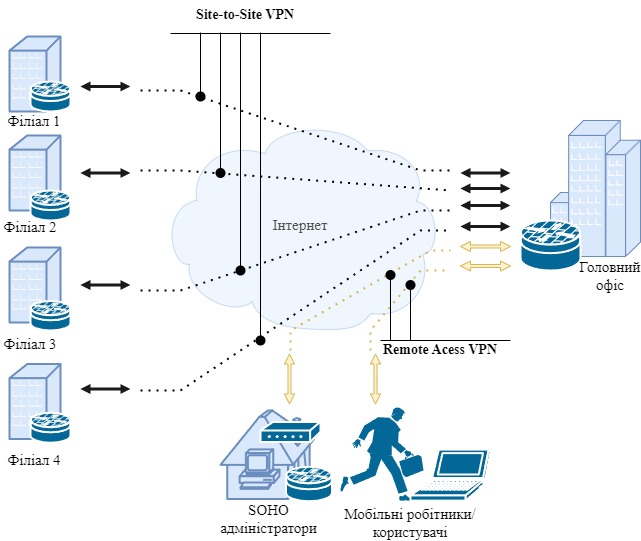 Site-to-Site VPN
Філіал 1
Філіал 2
Інтернет
Головний
офіс
Філіал 3
Remote Acess VPN
Філіал 4
SOHO
адміністратори
Мобільні робітники/
користувачі